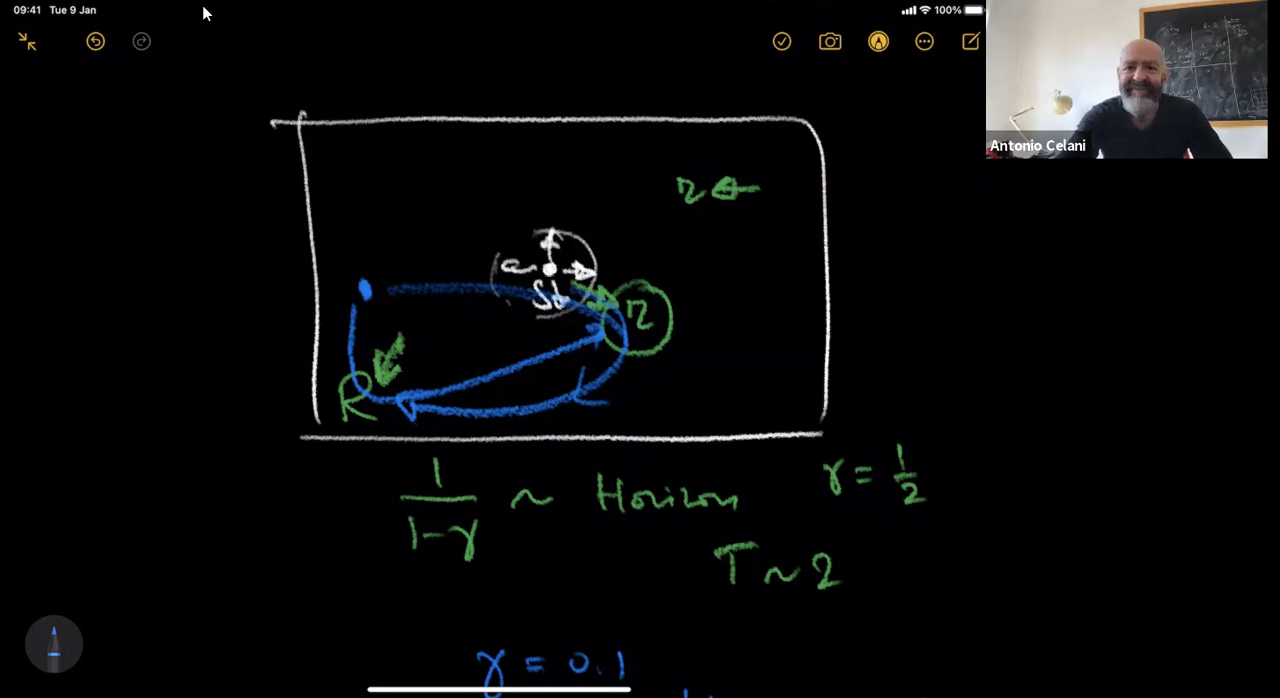 09:41 Tue 9 Jan
100%
Antonio Celani
r
r
R
1/(1-γ) ~ Horizon
γ = 1/2
T ~ 2
γ = 0.1